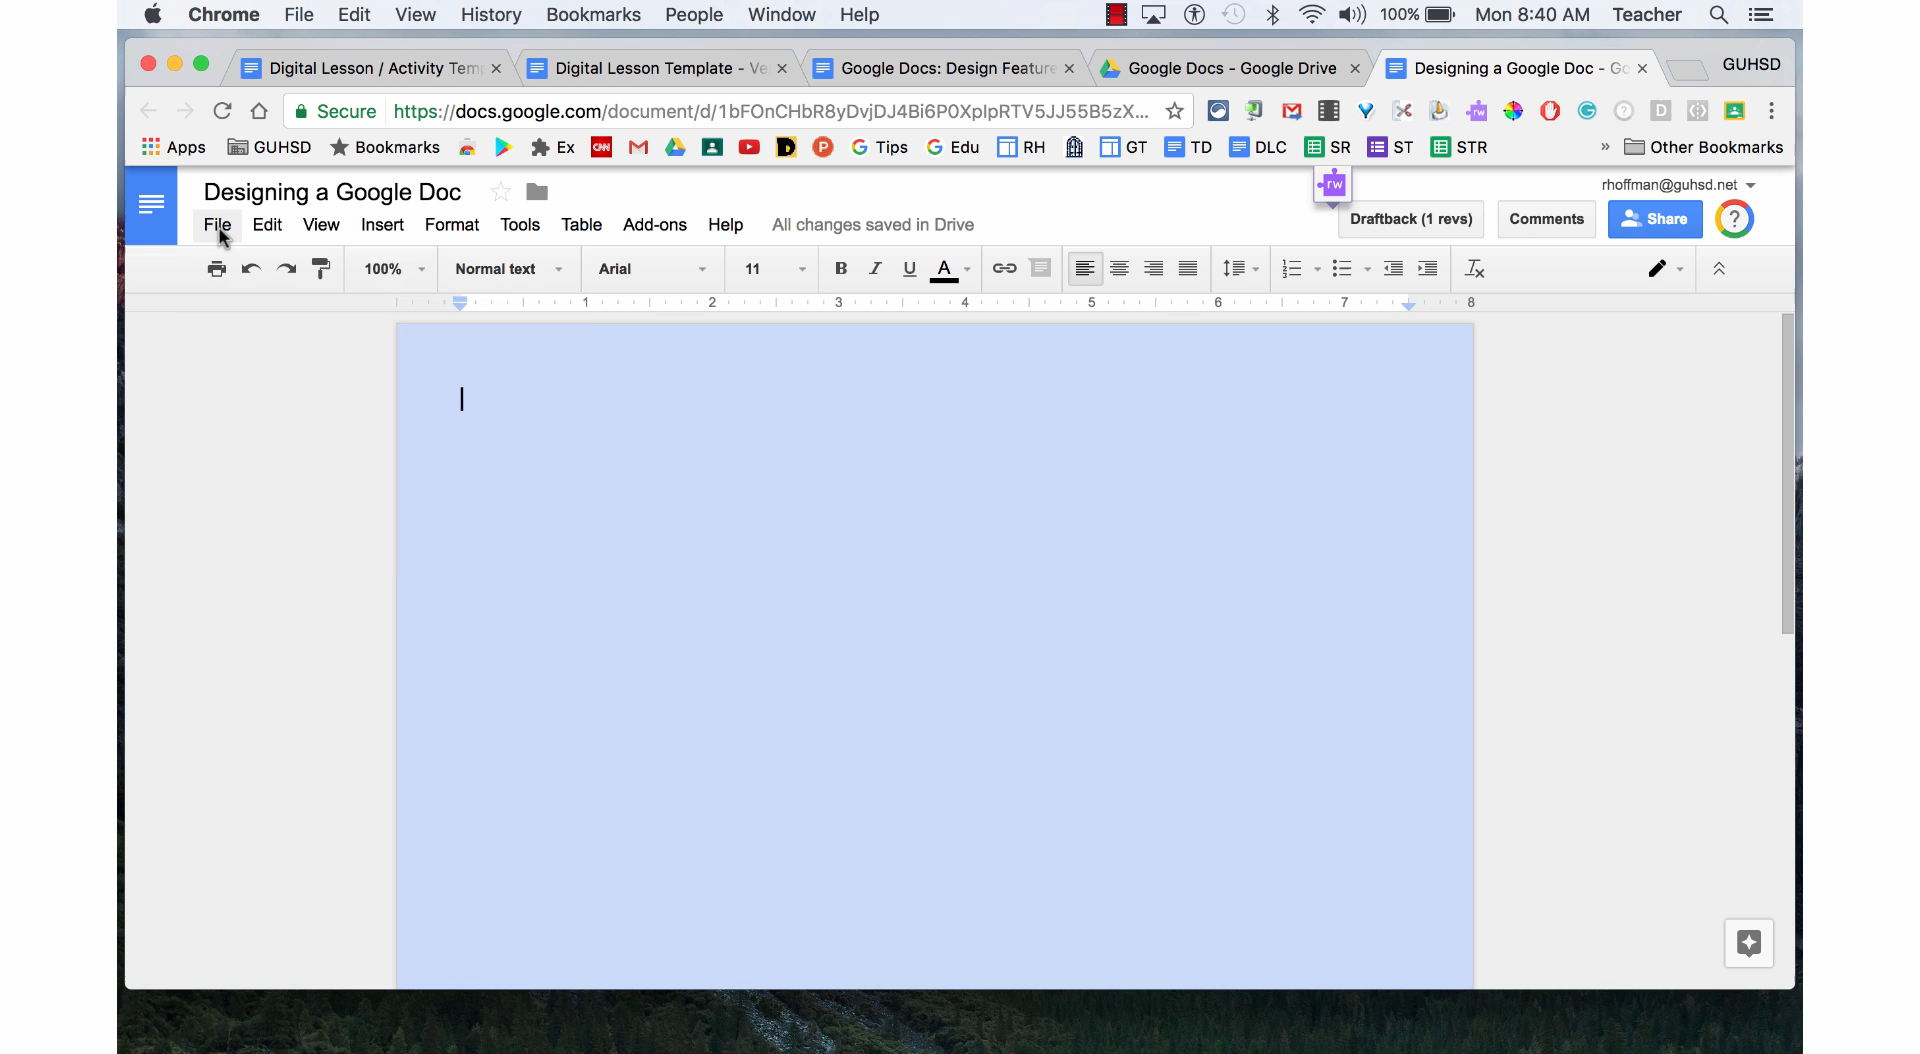 Chrome File Edit View History Bookmarks People Window Help 100% Mon 8:40 AM Teacher
Digital Lesson / Activity Tem Digital Lesson Template - Ve Google Docs: Design Feature Google Docs - Google Drive Designing a Google Doc - Go GUHSD
Secure https://docs.google.com/document/d/1bFOnCHbR8yDvjDJ4Bi6P0XpIpRTV5JJ55B5zX...
Apps GUHSD Bookmarks Ex CNN Tips Edu RH GT TD DLC SR ST STR » Other Bookmarks
rw
Designing a Google Doc rhoffman@guhsd.net
File Edit View Insert Format Tools Table Add-ons Help All changes saved in Drive Draftback (1 revs) Comments Share ?
100% Normal text Arial 11 B I U A
1 2 3 4 5 6 7 8